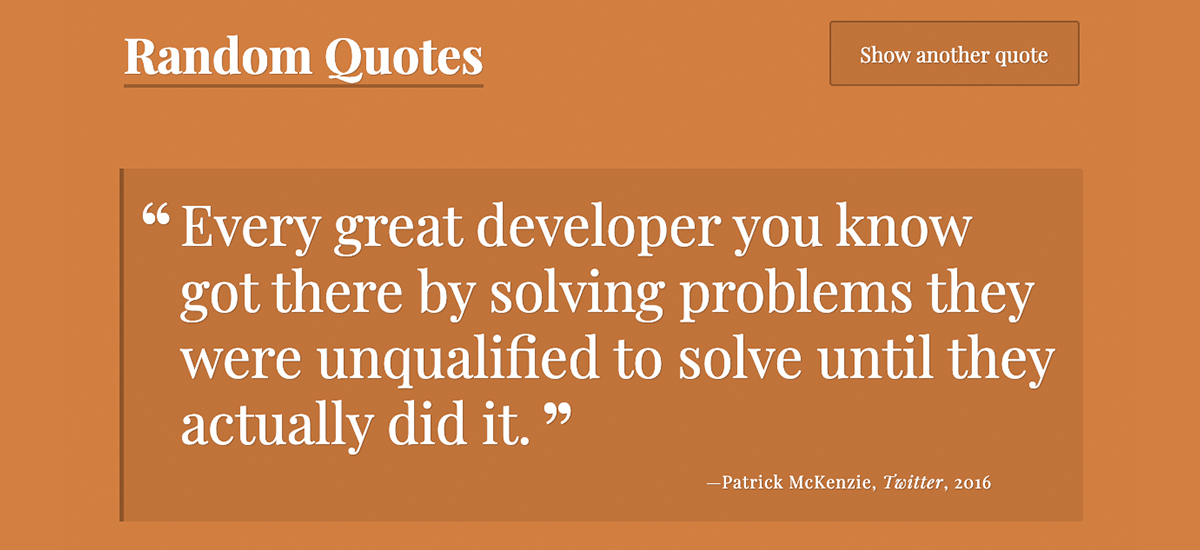 Random Quotes
Show another quote
“ Every great developer you know
got there by solving problems they
were unqualified to solve until they
actually did it. ”
—Patrick McKenzie, Twitter, 2016